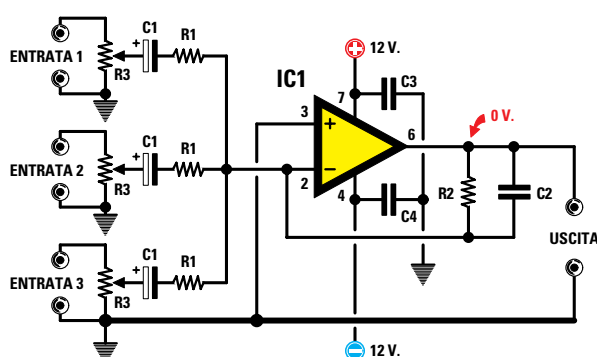 ENTRATA 1
R3
+
C1
R1
ENTRATA 2
R3
+
C1
R1
ENTRATA 3
R3
+
C1
R1
IC1
+ 12 V.
7
C3
3
+
6
2
−
4
C4
0 V.
R2
C2
USCITA
− 12 V.